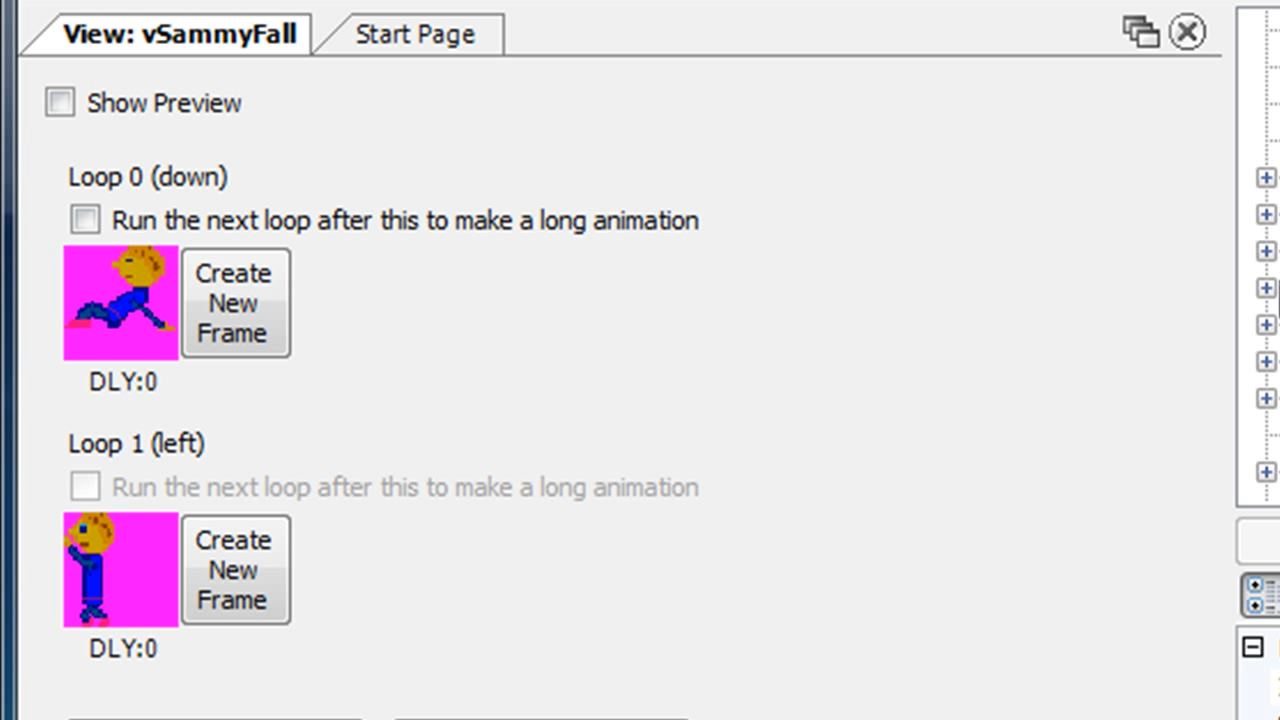 View: vSammyFall
Start Page
Show Preview
Loop 0 (down)
Run the next loop after this to make a long animation
Create
New
Frame
DLY:0
Loop 1 (left)
Run the next loop after this to make a long animation
Create
New
Frame
DLY:0